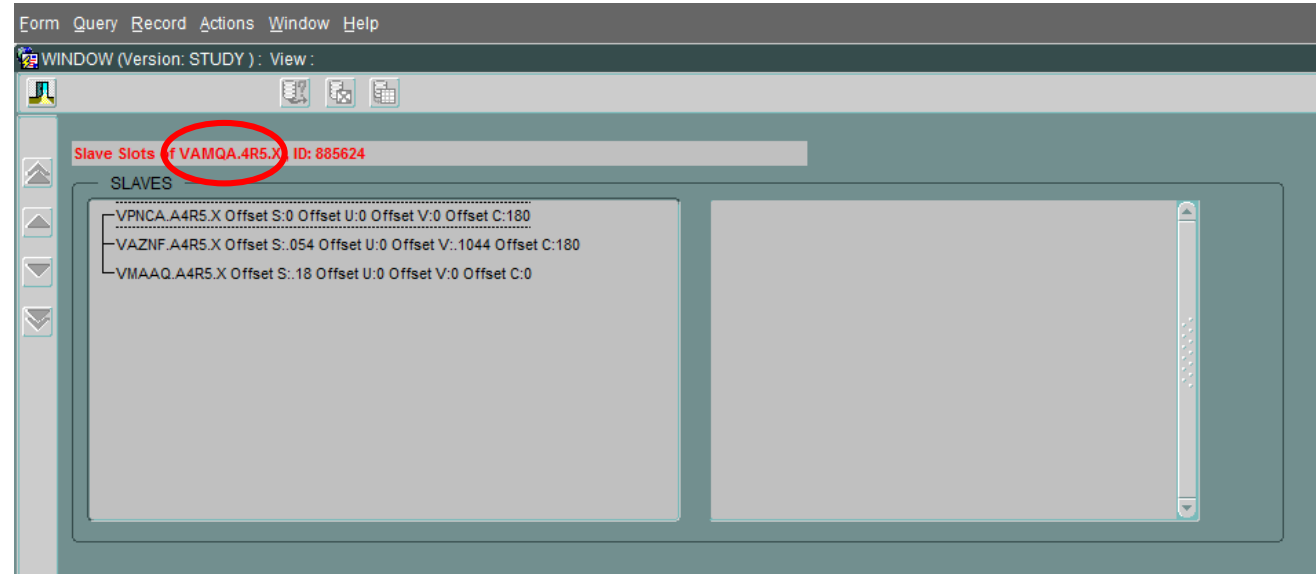 Form Query Record Actions Window Help
WINDOW (Version: STUDY ) : View :
Slave Slots of VAMQA.4R5.X, ID: 885624
SLAVES
VPNCA.A4R5.X Offset S:0 Offset U:0 Offset V:0 Offset C:180
VAZNF.A4R5.X Offset S:.054 Offset U:0 Offset V:.1044 Offset C:180
VMAAQ.A4R5.X Offset S:.18 Offset U:0 Offset V:0 Offset C:0